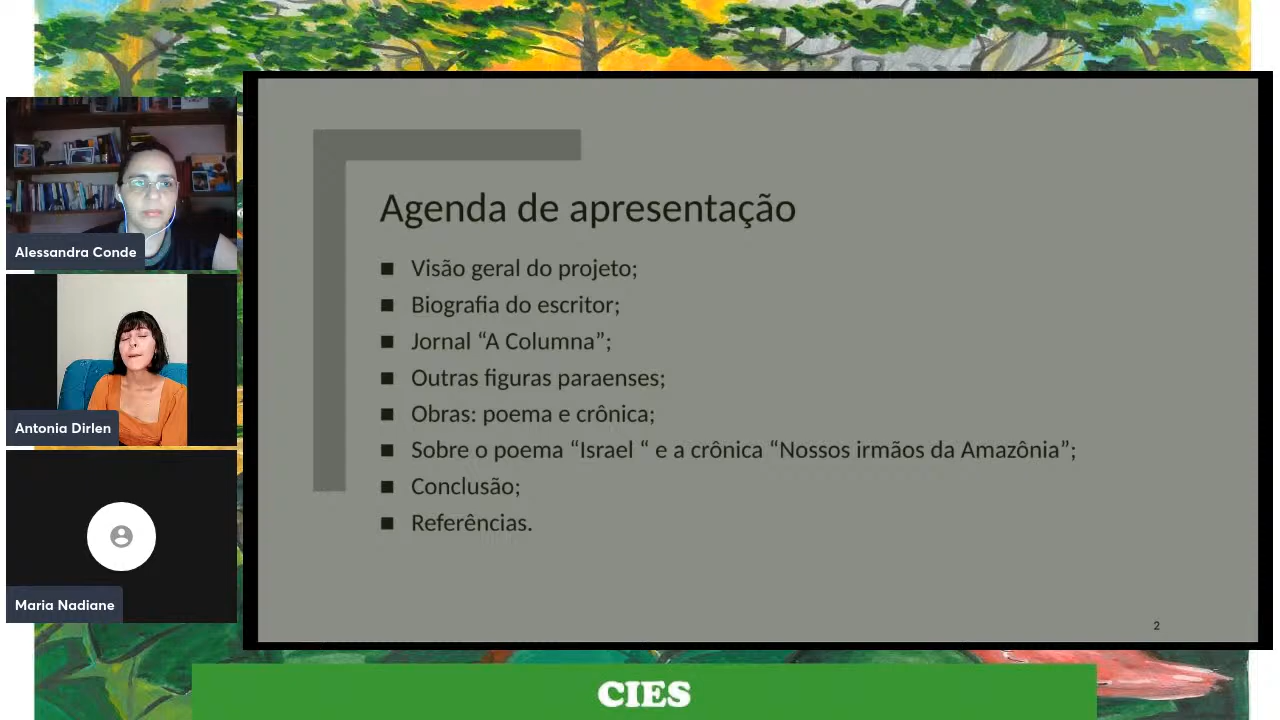 Alessandra Conde
Antonia Dirlen
Maria Nadiane
Agenda de apresentação
Visão geral do projeto;
Biografia do escritor;
Jornal “A Columna”;
Outras figuras paraenses;
Obras: poema e crônica;
Sobre o poema “Israel “ e a crônica “Nossos irmãos da Amazônia”;
Conclusão;
Referências.
2
CIES